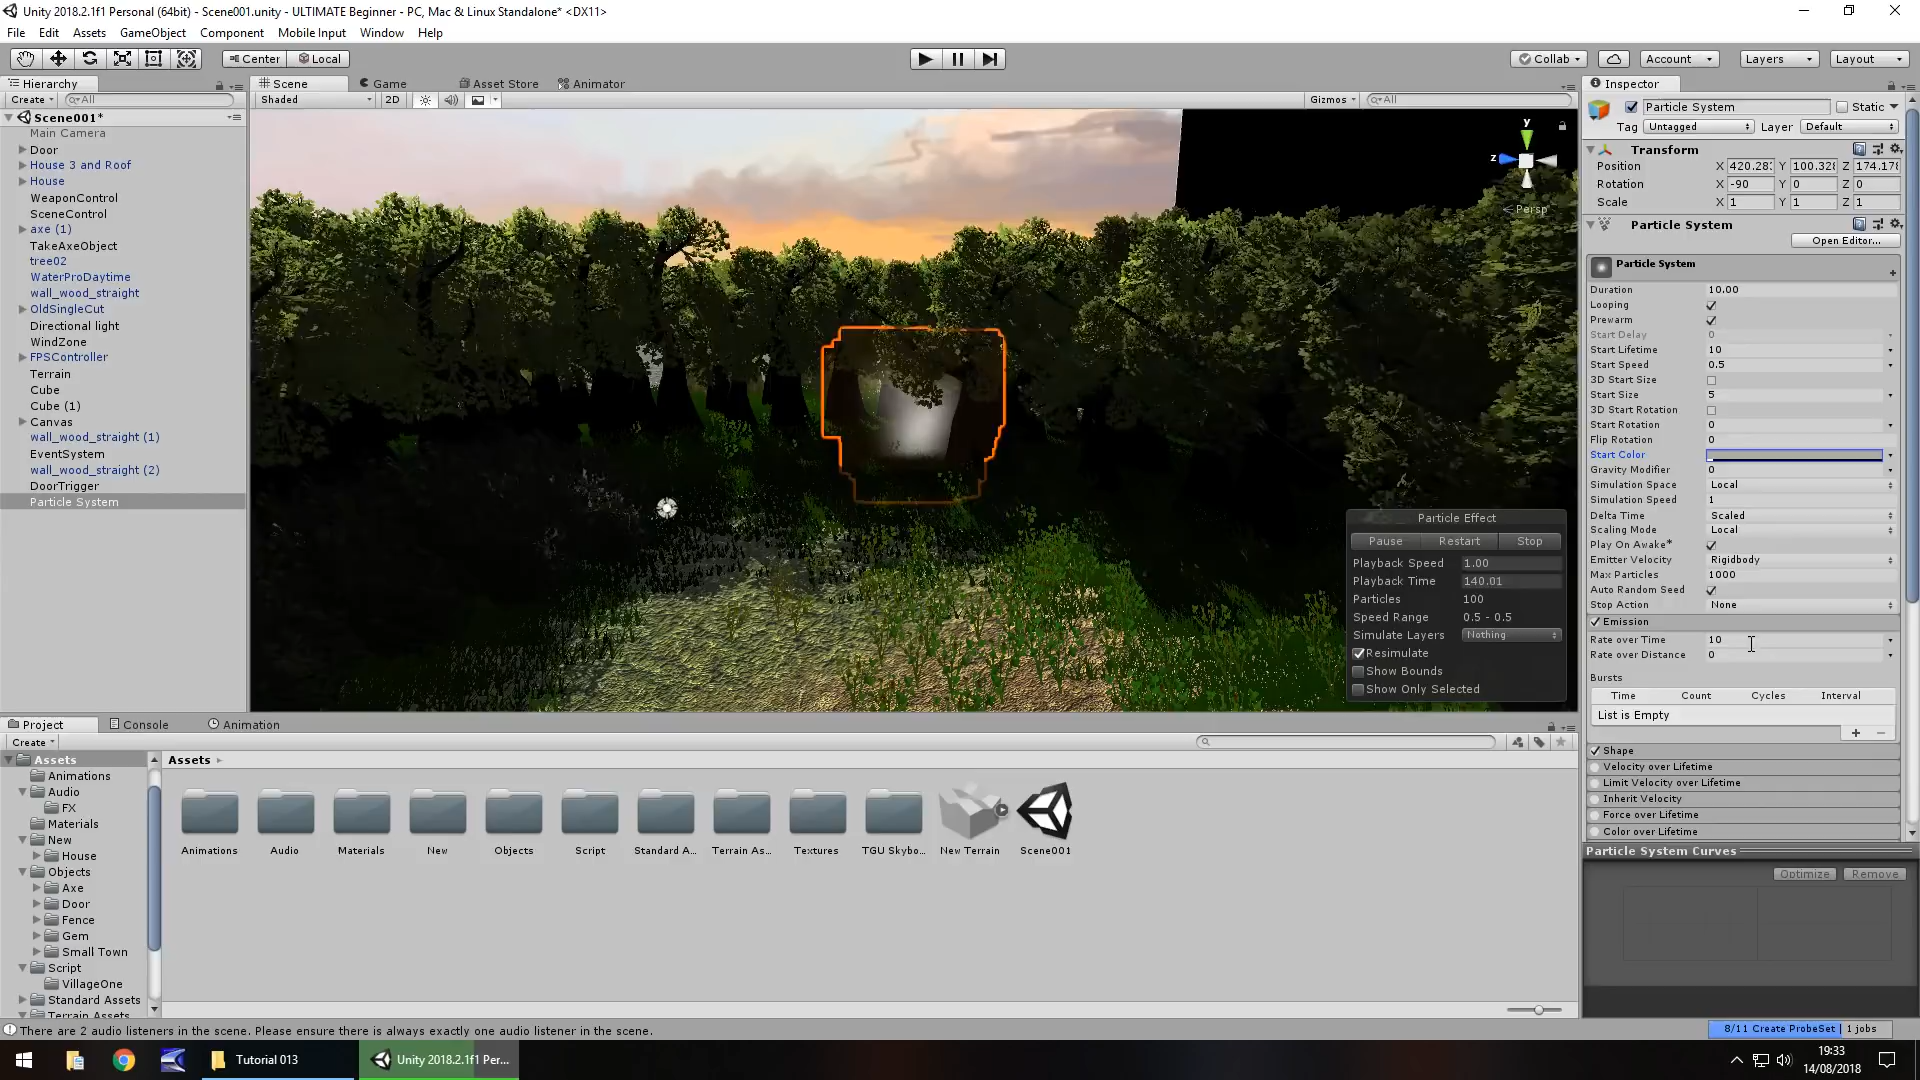 Unity 2018.2.1f1 Personal (64bit) - Scene001.unity - ULTIMATE Beginner - PC, Mac & Linux Standalone* <DX11>
File Edit Assets GameObject Component Mobile Input Window Help
Center Local Collab Account Layers Layout
Hierarchy Scene Game Asset Store Animator Inspector
Create All Shaded 2D Gizmos All
Particle System Static
Tag Untagged Layer Default
Scene001*
Main Camera
Door
House 3 and Roof
House
WeaponControl
SceneControl
axe (1)
TakeAxeObject
tree02
WaterProDaytime
wall_wood_straight
OldSingleCut
Directional light
WindZone
FPSController
Terrain
Cube
Cube (1)
Canvas
wall_wood_straight (1)
EventSystem
wall_wood_straight (2)
DoorTrigger
Particle System
y
z
Persp
Particle Effect
Pause Restart Stop
Playback Speed 1.00
Playback Time 140.01
Particles 100
Speed Range 0.5 - 0.5
Simulate Layers Nothing
Resimulate
Show Bounds
Show Only Selected
Transform
Position X 420.28 Y 100.328 Z 174.178
Rotation X -90 Y 0 Z 0
Scale X 1 Y 1 Z 1
Particle System
Open Editor...
Particle System
Duration 10.00
Looping
Prewarm
Start Delay 0
Start Lifetime 10
Start Speed 0.5
3D Start Size
Start Size 5
3D Start Rotation
Start Rotation 0
Flip Rotation 0
Start Color
Gravity Modifier 0
Simulation Space Local
Simulation Speed 1
Delta Time Scaled
Scaling Mode Local
Play On Awake*
Emitter Velocity Rigidbody
Max Particles 1000
Auto Random Seed
Stop Action None
Emission
Rate over Time 10
Rate over Distance 0
Bursts
Time Count Cycles Interval
List is Empty
Shape
Velocity over Lifetime
Limit Velocity over Lifetime
Inherit Velocity
Force over Lifetime
Color over Lifetime
Particle System Curves
Optimize Remove
Project Console Animation
Create
Assets
Animations
Audio
FX
Materials
New
House
Objects
Axe
Door
Fence
Gem
Small Town
Script
VillageOne
Standard Assets
Terrain Assets
Assets
Animations Audio Materials New Objects Script Standard A... Terrain As... Textures TGU Skybo... New Terrain Scene001
There are 2 audio listeners in the scene. Please ensure there is always exactly one audio listener in the scene.
8/11 Create ProbeSet | 1 jobs
Tutorial 013 Unity 2018.2.1f1 Per...
19:33
14/08/2018